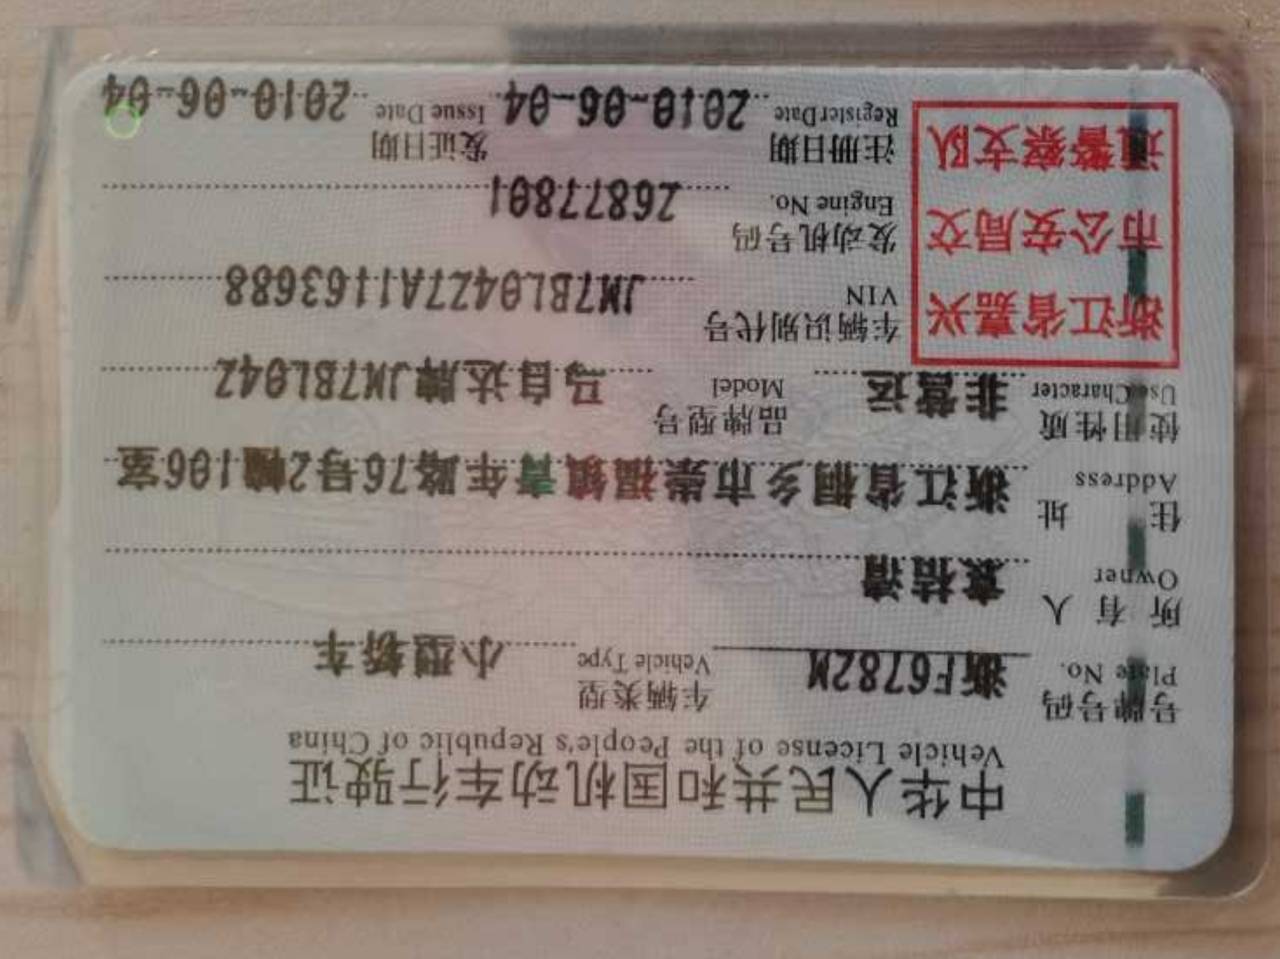 中华人民共和国机动车行驶证
Vehicle License of the People's Republic of China
号牌号码 浙F6782M 车辆类型 小型轿车
Plate No. Vehicle Type
所有人
Owner
住址 浙江省桐乡市崇福镇青年路76号2幢106室
Address
使用性质 非营运 品牌型号 马自达牌JM7BL04Z
Use Character Model
浙江省嘉兴
市公安局交
通警察支队
车辆识别代号 JM7BL04Z7A1163688
VIN
发动机号码 Z6877801
Engine No.
注册日期 2010-06-04 发证日期 2010-06-04
Register Date Issue Date